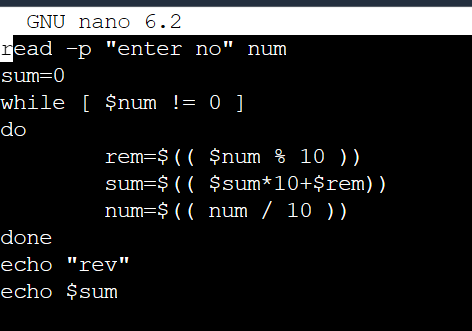 GNU nano 6.2
read -p "enter no" num
sum=0
while [ $num != 0 ]
do
rem=$(( $num % 10 ))
sum=$(( $sum*10+$rem))
num=$(( num / 10 ))
done
echo "rev"
echo $sum